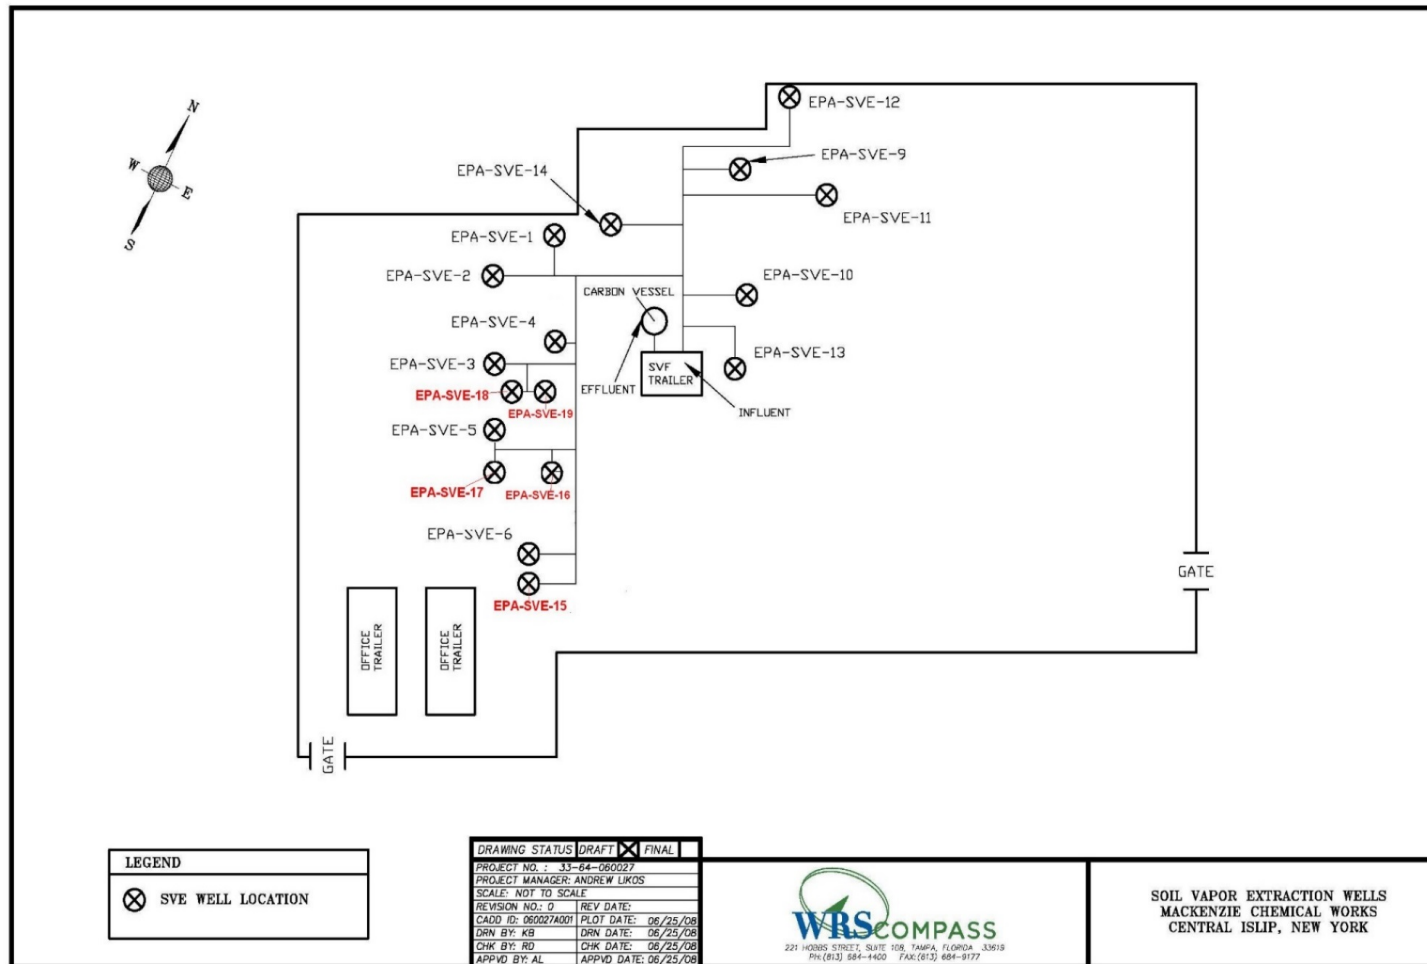 N
W
E
S
EPA-SVE-12
EPA-SVE-9
EPA-SVE-14
EPA-SVE-11
EPA-SVE-1
EPA-SVE-2
EPA-SVE-10
CARBON VESSEL
EPA-SVE-4
EPA-SVE-3
EPA-SVE-13
SVF
TRAILER
EFFLUENT
INFLUENT
EPA-SVE-18
EPA-SVE-19
EPA-SVE-5
EPA-SVE-17
EPA-SVE-16
EPA-SVE-6
EPA-SVE-15
GATE
OFFICE
TRAILER
OFFICE
TRAILER
GATE
LEGEND
SVE WELL LOCATION
DRAWING STATUS DRAFT FINAL
PROJECT NO. : 33-64-060027
PROJECT MANAGER: ANDREW LIKOS
SCALE: NOT TO SCALE
REVISION NO.: 0 REV DATE:
CADD ID: 060027A001 PLOT DATE: 06/25/08
DRN BY: KB DRN DATE: 06/25/08
CHK BY: RD CHK DATE: 06/25/08
APPVD BY: AL APPVD DATE: 06/25/08
WRSCOMPASS
221 HOBBS STREET, SUITE 108, TAMPA, FLORIDA 33619
PH:(813) 684-4400 FAX:(813) 684-9177
SOIL VAPOR EXTRACTION WELLS
MACKENZIE CHEMICAL WORKS
CENTRAL ISLIP, NEW YORK